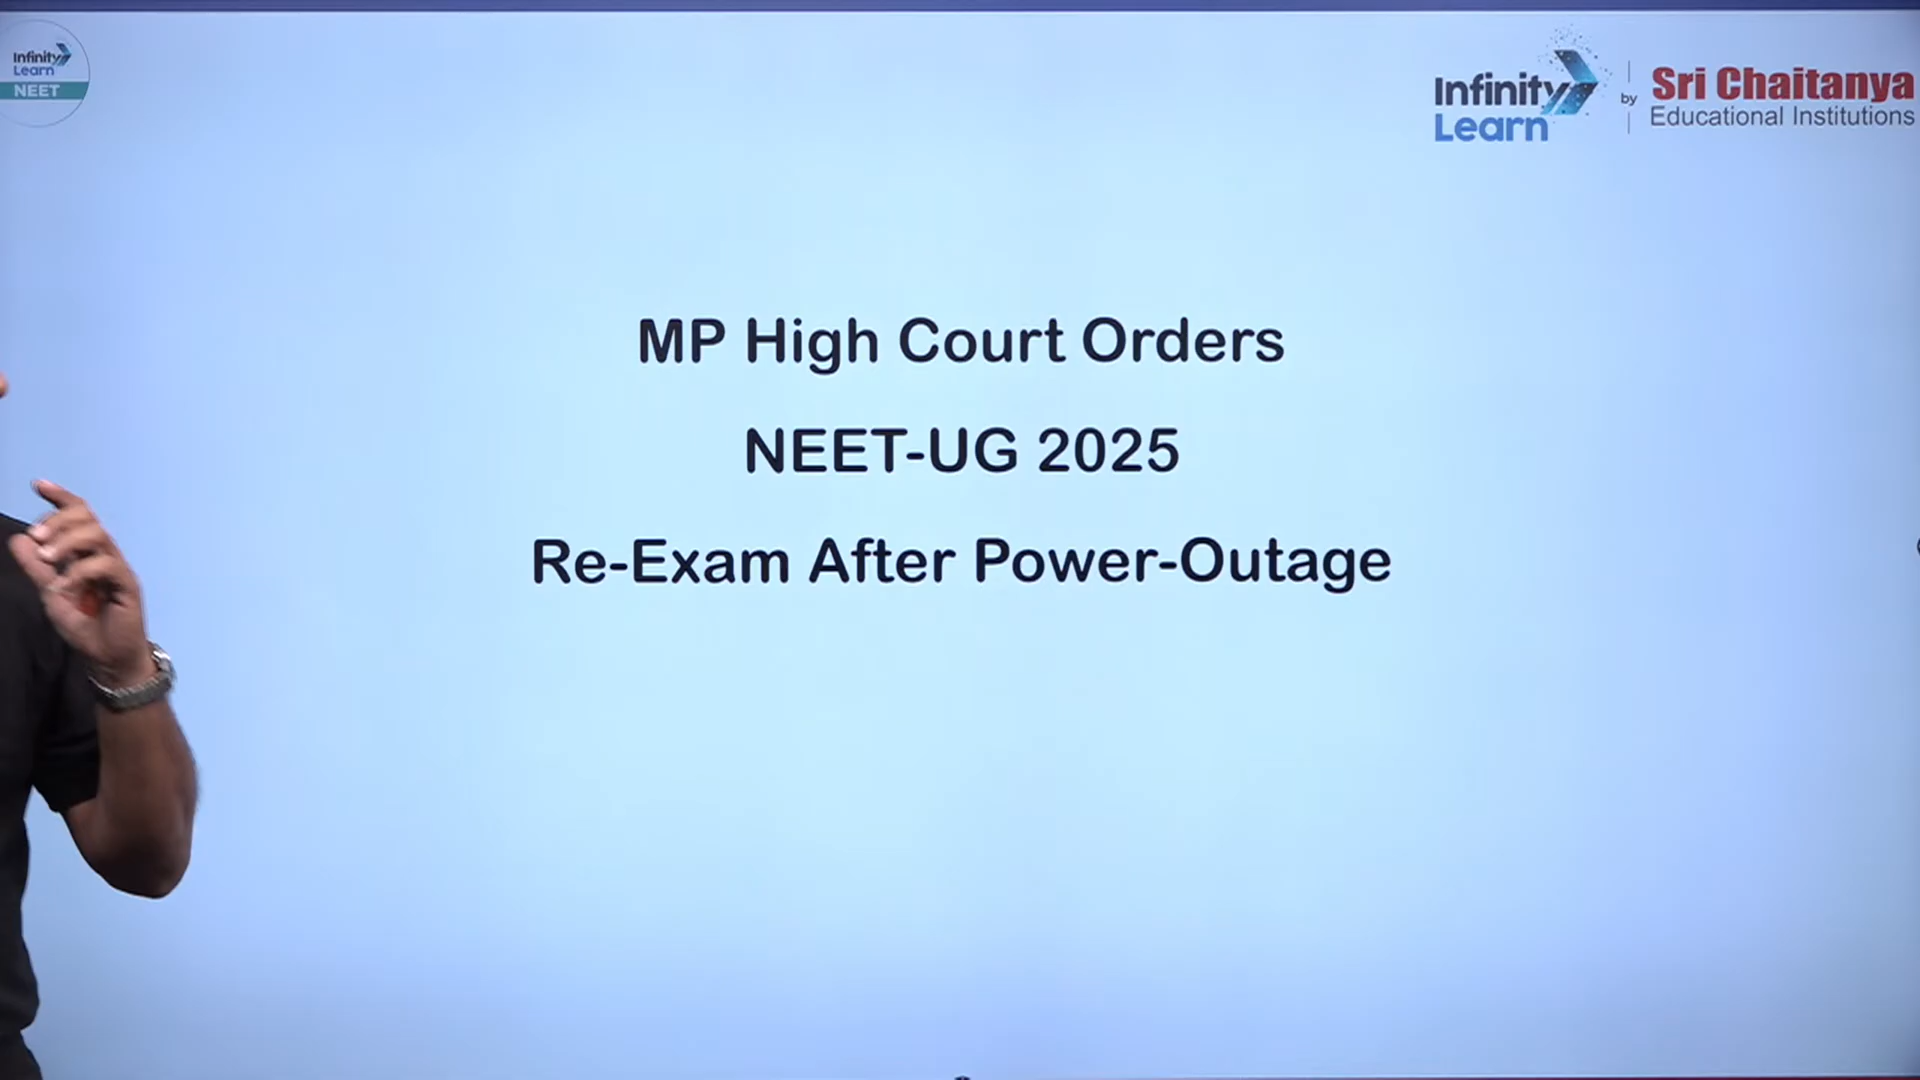 Infinity
Learn
NEET
Infinity
Learn
by
Sri Chaitanya
Educational Institutions
MP High Court Orders
NEET-UG 2025
Re-Exam After Power-Outage